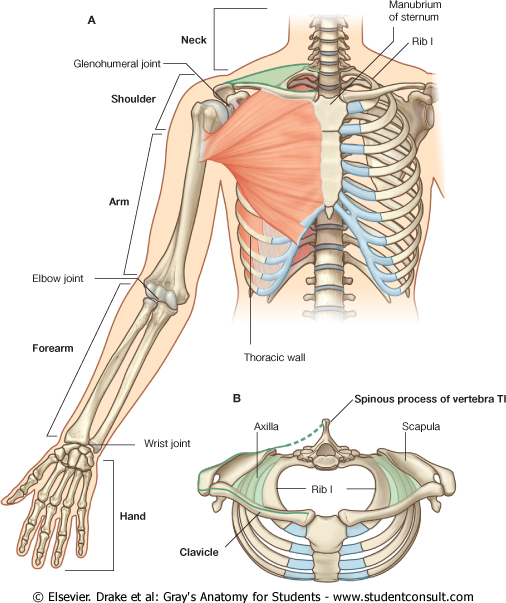 A
Neck
Manubrium
of sternum
Rib I
Glenohumeral joint
Shoulder
Arm
Elbow joint
Forearm
Thoracic wall
Wrist joint
Hand
B
Spinous process of vertebra TI
Axilla
Scapula
Rib I
Clavicle
© Elsevier. Drake et al: Gray's Anatomy for Students - www.studentconsult.com